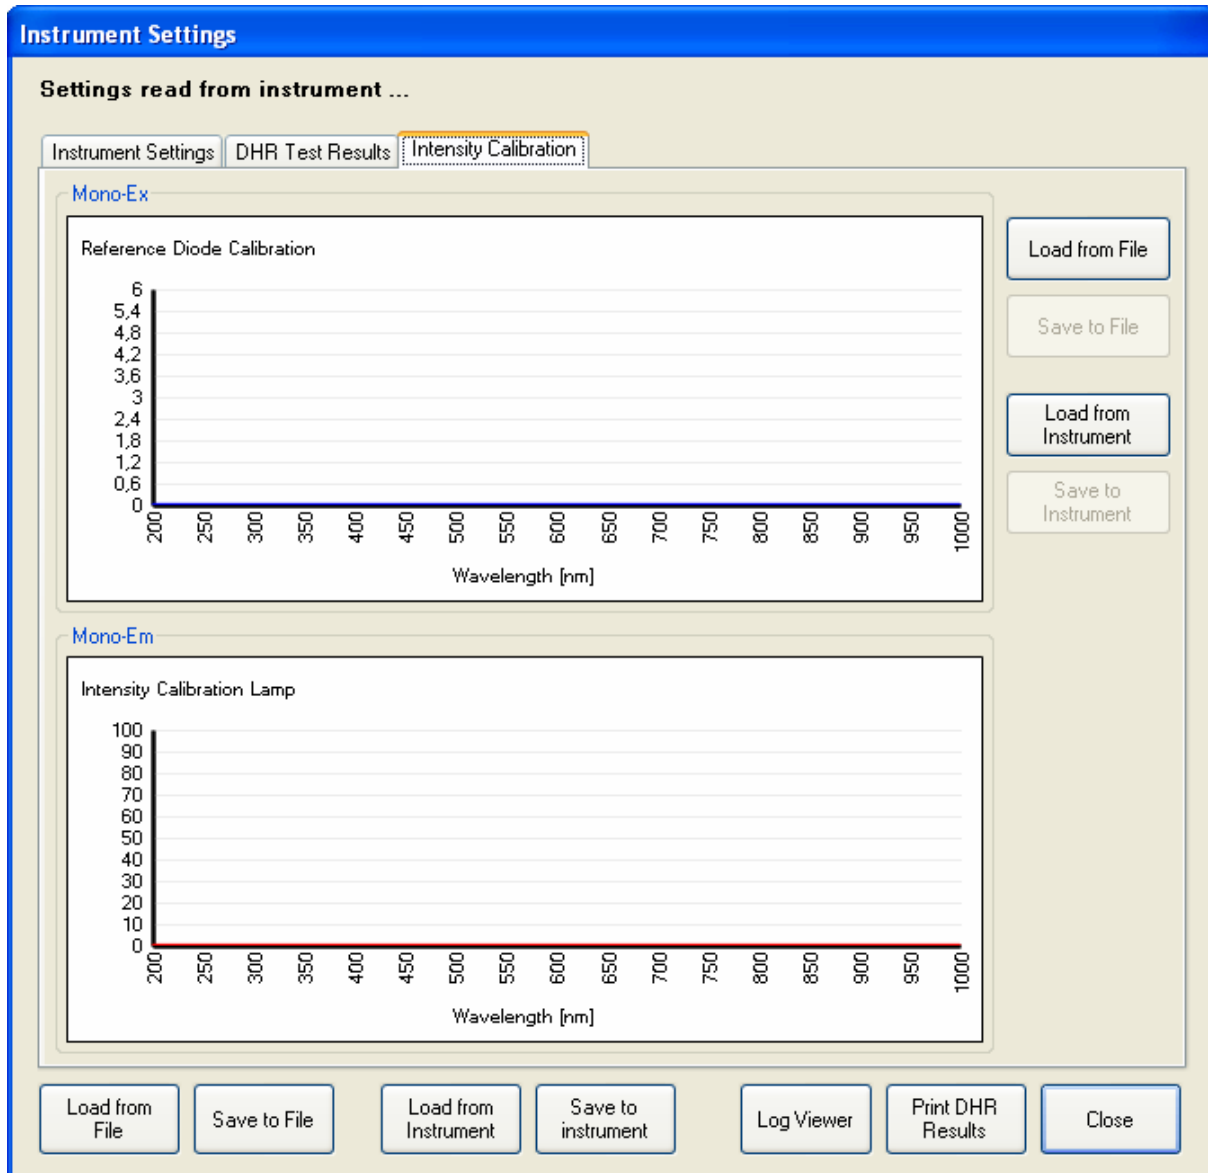 Instrument Settings
Settings read from instrument ...
Instrument Settings
DHR Test Results
Intensity Calibration
Mono-Ex
Reference Diode Calibration
6
5,4
4,8
4,2
3,6
3
2,4
1,8
1,2
0,6
0
200 250 300 350 400 450 500 550 600 650 700 750 800 850 900 950 1000
Wavelength [nm]
Load from File
Save to File
Load from
Instrument
Save to
Instrument
Mono-Em
Intensity Calibration Lamp
100
90
80
70
60
50
40
30
20
10
0
200 250 300 350 400 450 500 550 600 650 700 750 800 850 900 950 1000
Wavelength [nm]
Load from
File
Save to File
Load from
Instrument
Save to
instrument
Log Viewer
Print DHR
Results
Close